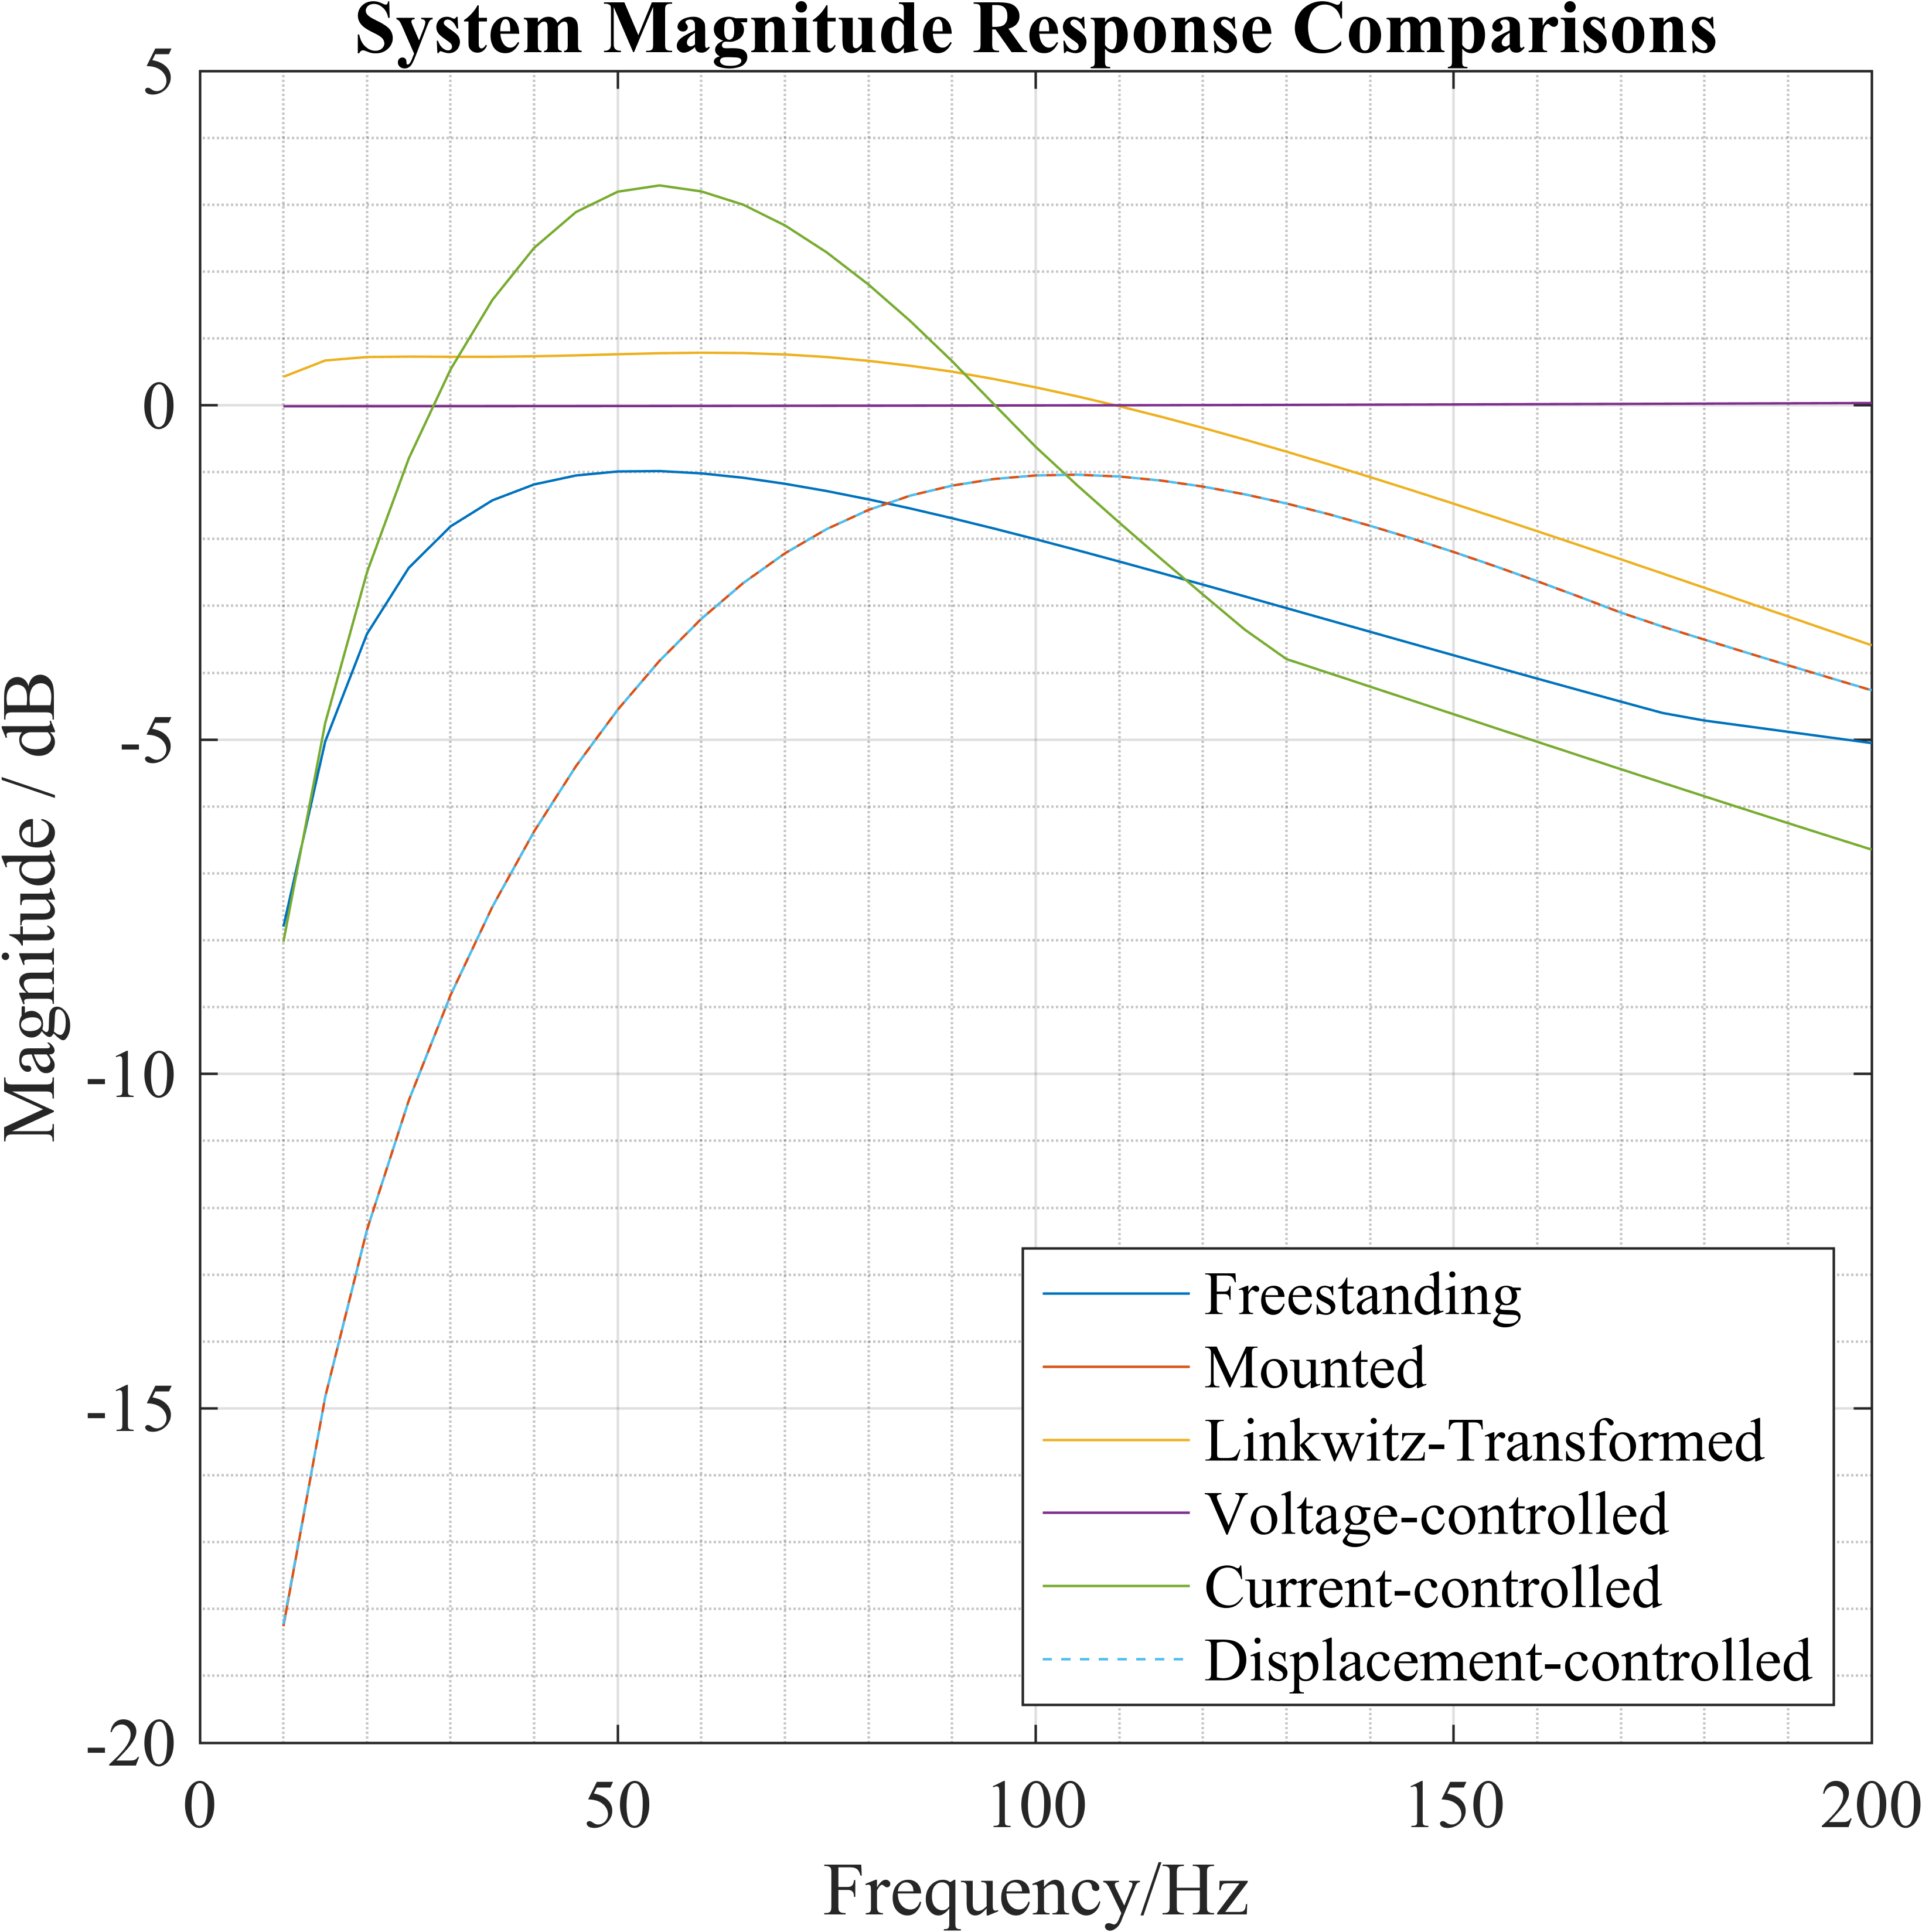 System Magnitude Response Comparisons
5
0
-5
-10
-15
-20
Magnitude / dB
Freestanding
Mounted
Linkwitz-Transformed
Voltage-controlled
Current-controlled
Displacement-controlled
0 50 100 150 200
Frequency/Hz